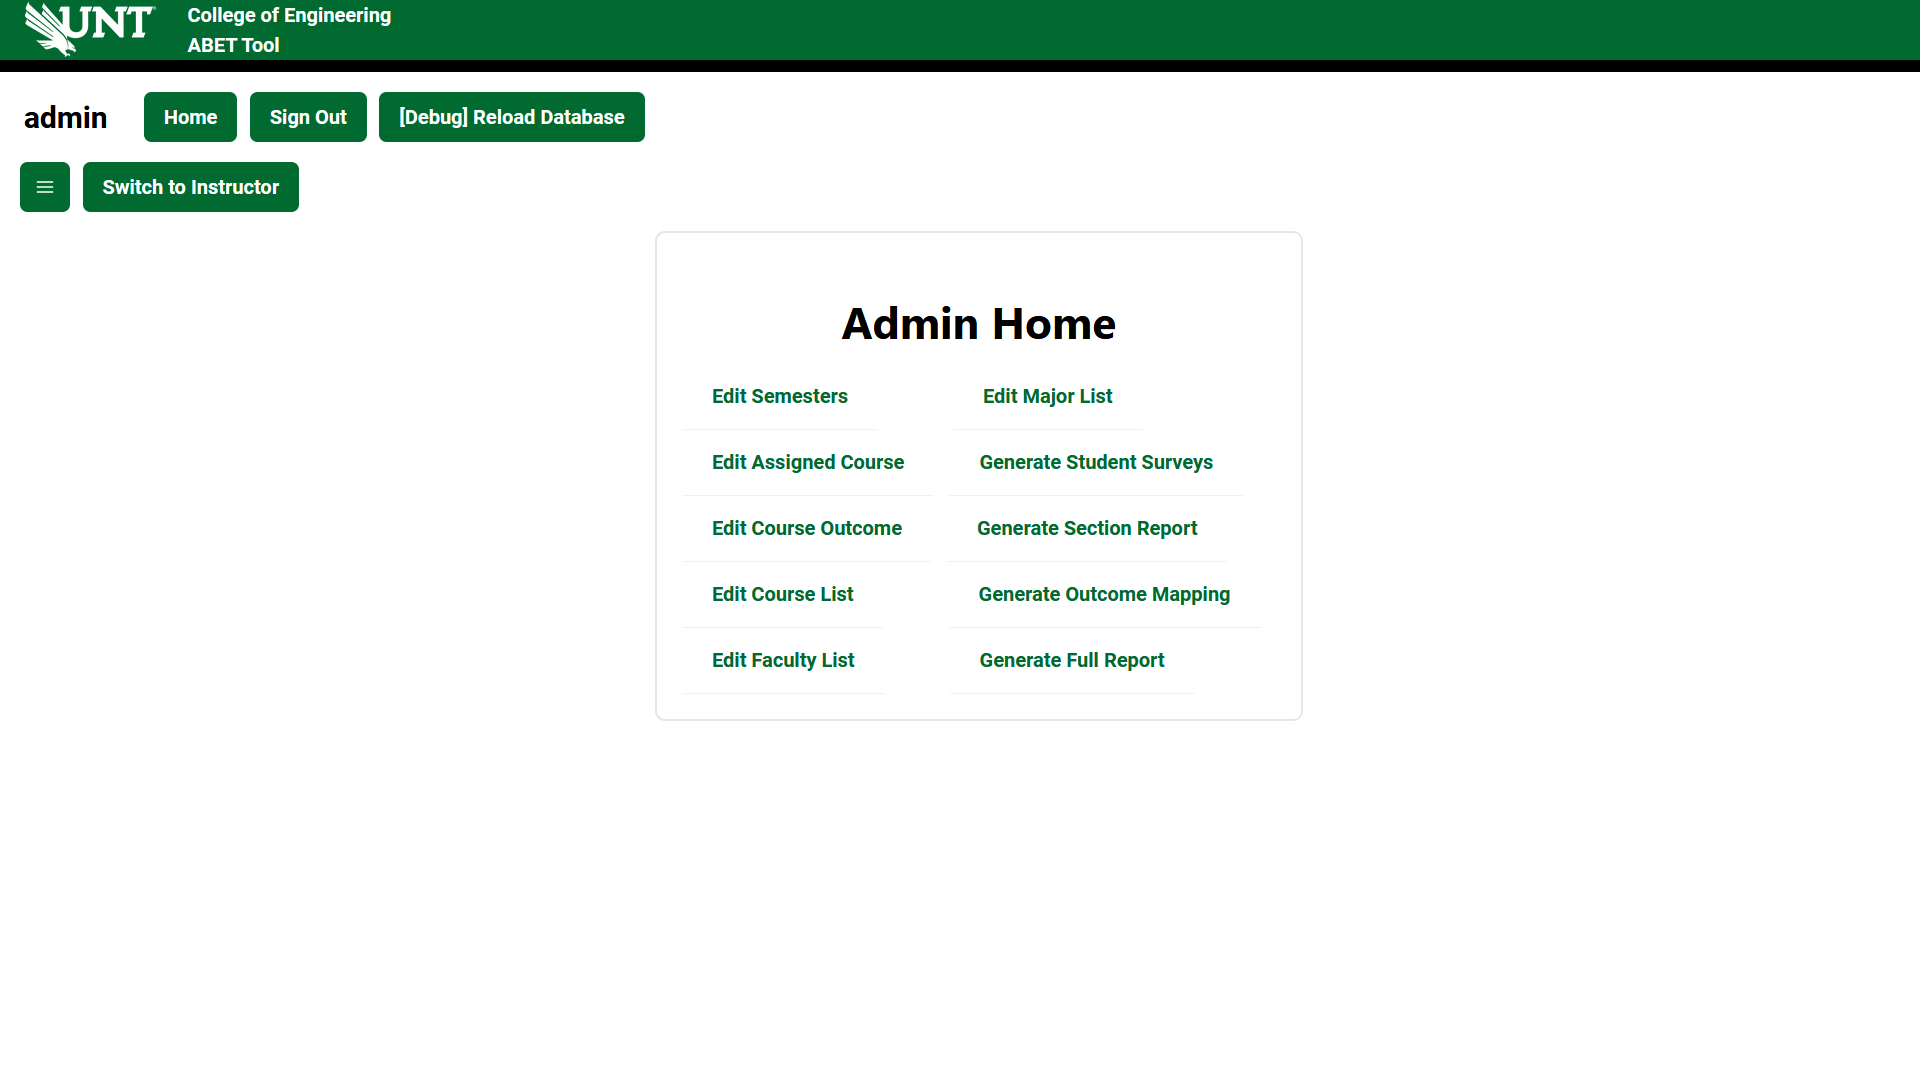 UNT
College of Engineering
ABET Tool
admin
Home
Sign Out
[Debug] Reload Database
Switch to Instructor
Admin Home
Edit Semesters
Edit Major List
Edit Assigned Course
Generate Student Surveys
Edit Course Outcome
Generate Section Report
Edit Course List
Generate Outcome Mapping
Edit Faculty List
Generate Full Report